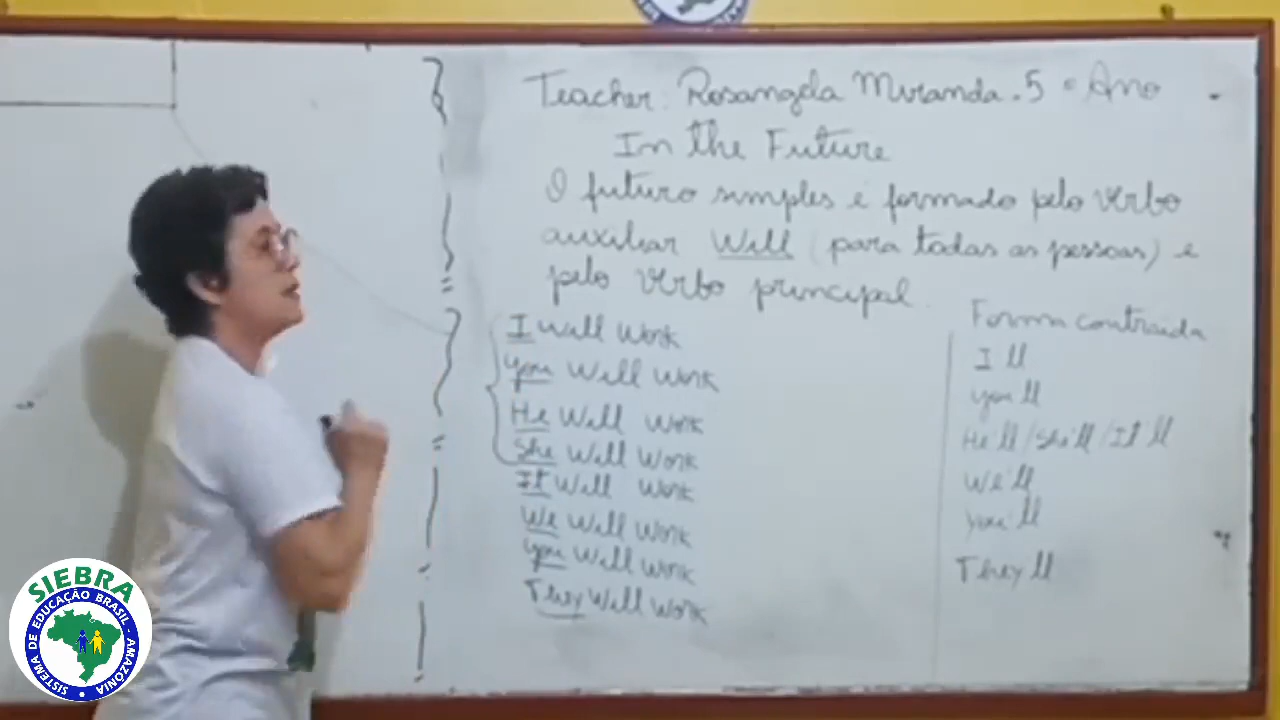 Teacher: Rosangela Miranda. 5º Ano
In the Future
O futuro simples é formado pelo verbo
auxiliar Will (para todas as pessoas) e
pelo verbo principal.
I will work
you will work
He Will work
She Will work
It Will work
We Will work
you Will work
They Will work
Forma contraida
I'll
you'll
He'll/She'll/It'll
We'll
you'll
They'll
SIEBRA
SISTEMA DE EDUCAÇÃO BRASIL - AMAZÔNIA